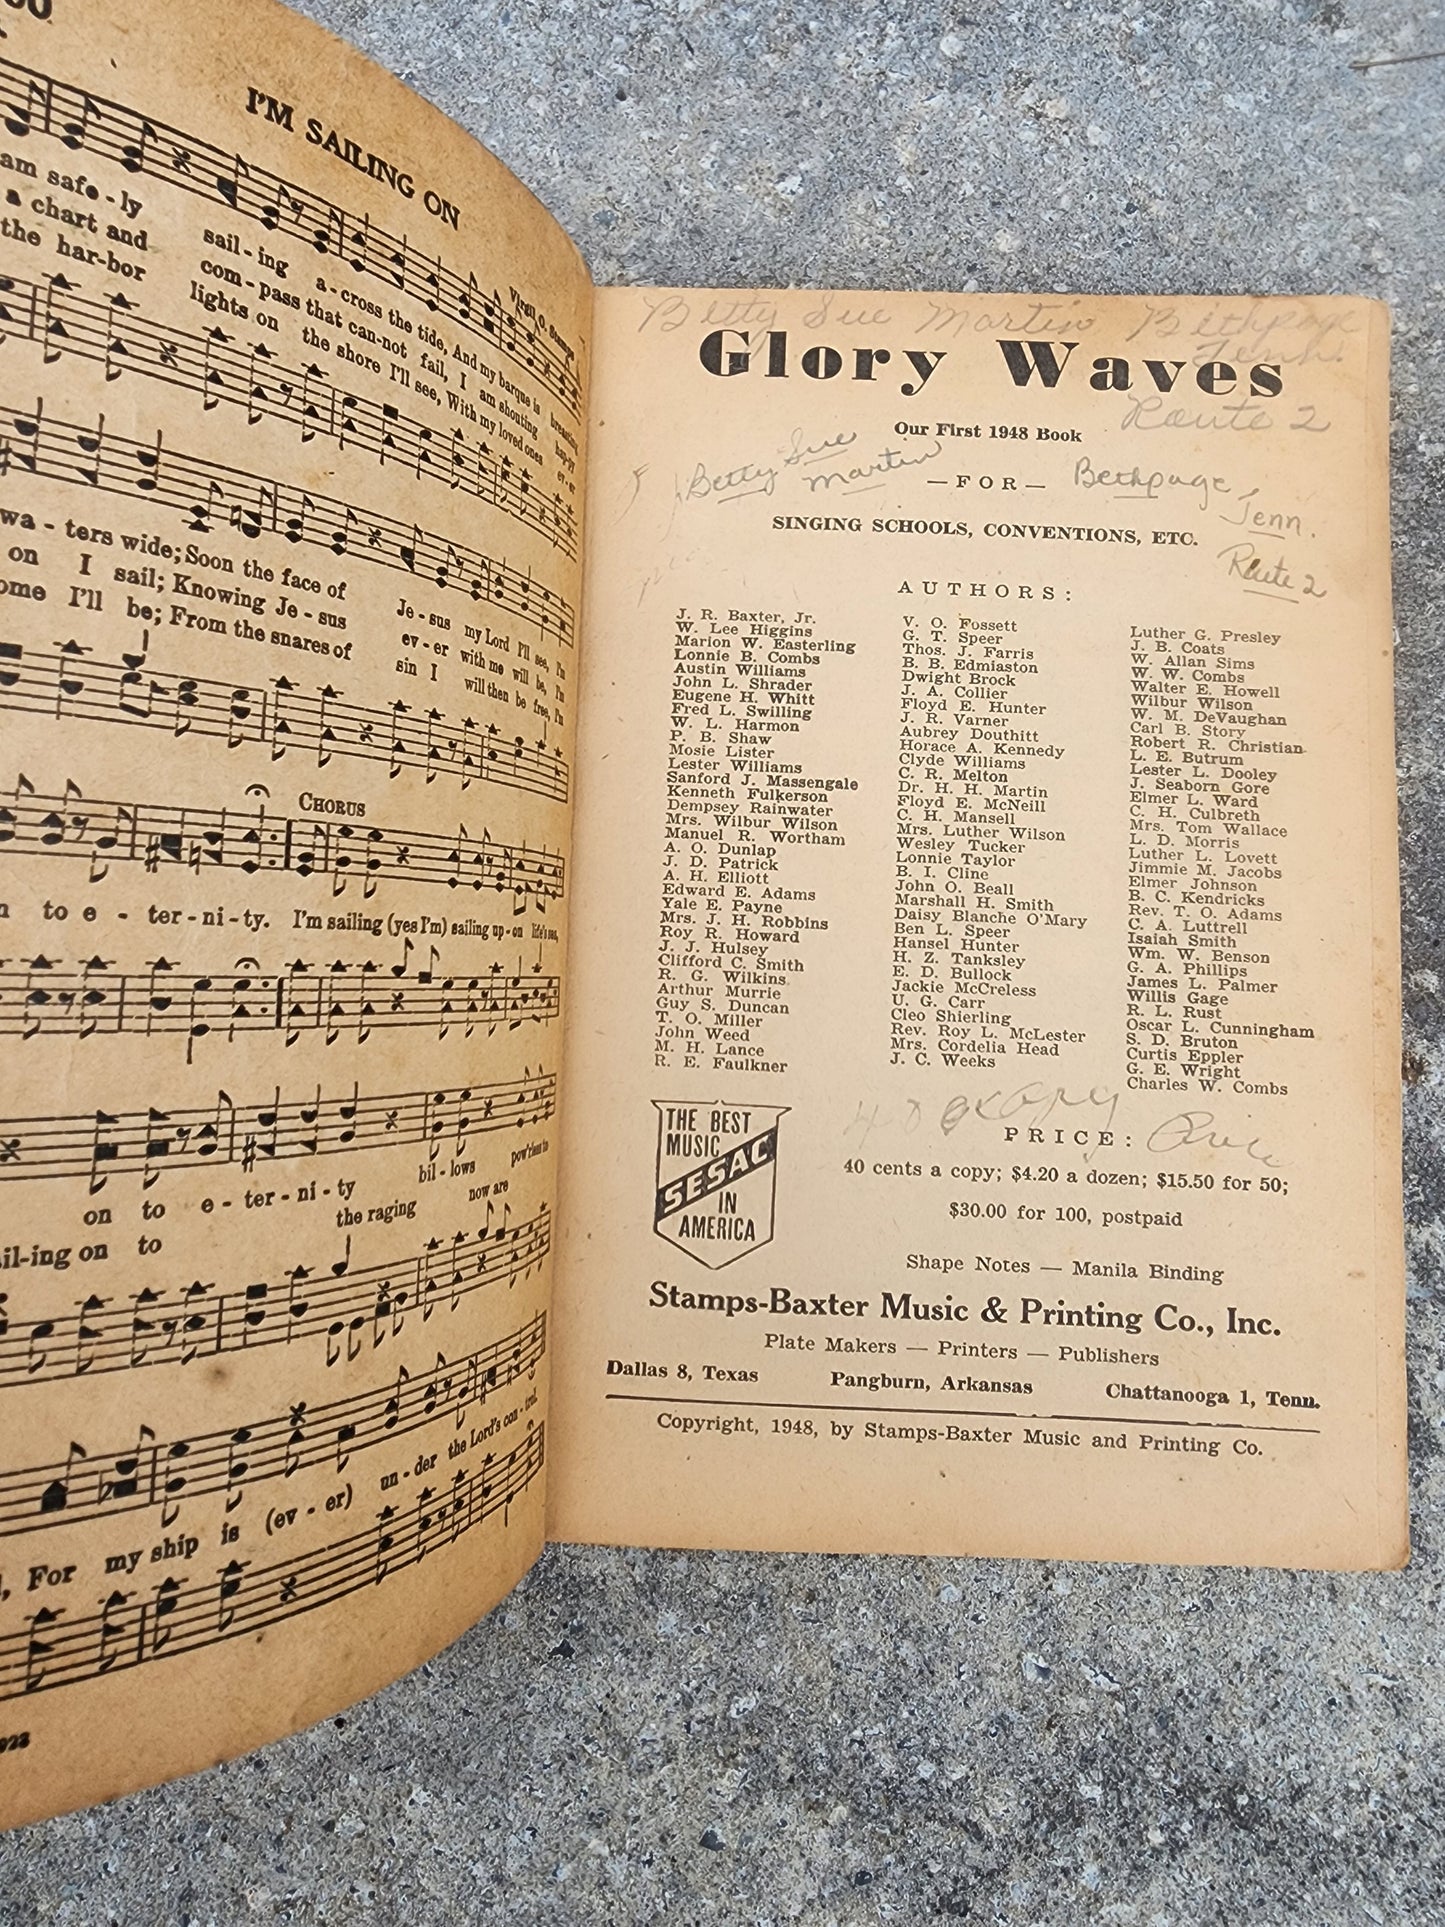 I'M SAILING ON
Virgil O. Stamps
am safe - ly sail - ing a - cross the tide, And my barque is breasting
a chart and com - pass that can - not fail, I am shouting hap - py
the har - bor lights on the shore I'll see, With my loved ones ev - er
wa - ters wide; Soon the face of Je - sus my Lord I'll see, I'm
on I sail; Knowing Je - sus ev - er with me will be, I'm
ome I'll be; From the snares of sin I will then be free, I'm
CHORUS
n to e - ter - ni - ty. I'm sailing (yes I'm) sailing up - on life's sea,
bil - lows pow'rless to
on to e - ter - ni - ty the raging now are
il - ing on to
For my ship is (ev - er) un - der the Lord's con - trol.
Betty Sue Martin Bethpage
Tenn.
Glory Waves
Route 2
Our First 1948 Book
Betty Sue
Martin
— FOR —
Bethpage,
Tenn.
SINGING SCHOOLS, CONVENTIONS, ETC.
Route 2
AUTHORS:
J. R. Baxter, Jr.
W. Lee Higgins
Marion W. Easterling
Lonnie B. Combs
Austin Williams
John L. Shrader
Eugene H. Whitt
Fred L. Swilling
W. L. Harmon
P. B. Shaw
Mosie Lister
Lester Williams
Sanford J. Massengale
Kenneth Fulkerson
Dempsey Rainwater
Mrs. Wilbur Wilson
Manuel R. Wortham
A. O. Dunlap
J. D. Patrick
A. H. Elliott
Edward E. Adams
Yale E. Payne
Mrs. J. H. Robbins
Roy R. Howard
J. J. Hulsey
Clifford C. Smith
R. G. Wilkins
Arthur Murrie
Guy S. Duncan
T. O. Miller
John Weed
M. H. Lance
R. E. Faulkner
V. O. Fossett
G. T. Speer
Thos. J. Farris
B. B. Edmiaston
Dwight Brock
J. A. Collier
Floyd E. Hunter
J. R. Varner
Aubrey Douthitt
Horace A. Kennedy
Clyde Williams
C. R. Melton
Dr. H. H. Martin
Floyd E. McNeill
C. H. Mansell
Mrs. Luther Wilson
Wesley Tucker
Lonnie Taylor
B. I. Cline
John O. Beall
Marshall H. Smith
Daisy Blanche O'Mary
Ben L. Speer
Hansel Hunter
H. Z. Tanksley
E. D. Bullock
Jackie McCreless
U. G. Carr
Cleo Shierling
Rev. Roy L. McLester
Mrs. Cordelia Head
J. C. Weeks
Luther G. Presley
J. B. Coats
W. Allan Sims
W. W. Combs
Walter E. Howell
Wilbur Wilson
W. M. DeVaughan
Carl B. Story
Robert R. Christian
L. E. Butrum
Lester L. Dooley
J. Seaborn Gore
Elmer L. Ward
C. H. Culbreth
Mrs. Tom Wallace
L. D. Morris
Luther L. Lovett
Jimmie M. Jacobs
Elmer Johnson
B. C. Kendricks
Rev. T. O. Adams
C. A. Luttrell
Isaiah Smith
Wm. W. Benson
G. A. Phillips
James L. Palmer
Willis Gage
R. L. Rust
Oscar L. Cunningham
S. D. Bruton
Curtis Eppler
G. E. Wright
Charles W. Combs
THE BEST
MUSIC
SESAC
IN
AMERICA
PRICE:
40 cents a copy; $4.20 a dozen; $15.50 for 50;
$30.00 for 100, postpaid
Shape Notes — Manila Binding
Stamps-Baxter Music & Printing Co., Inc.
Plate Makers — Printers — Publishers
Dallas 8, Texas Pangburn, Arkansas Chattanooga 1, Tenn.
Copyright, 1948, by Stamps-Baxter Music and Printing Co.